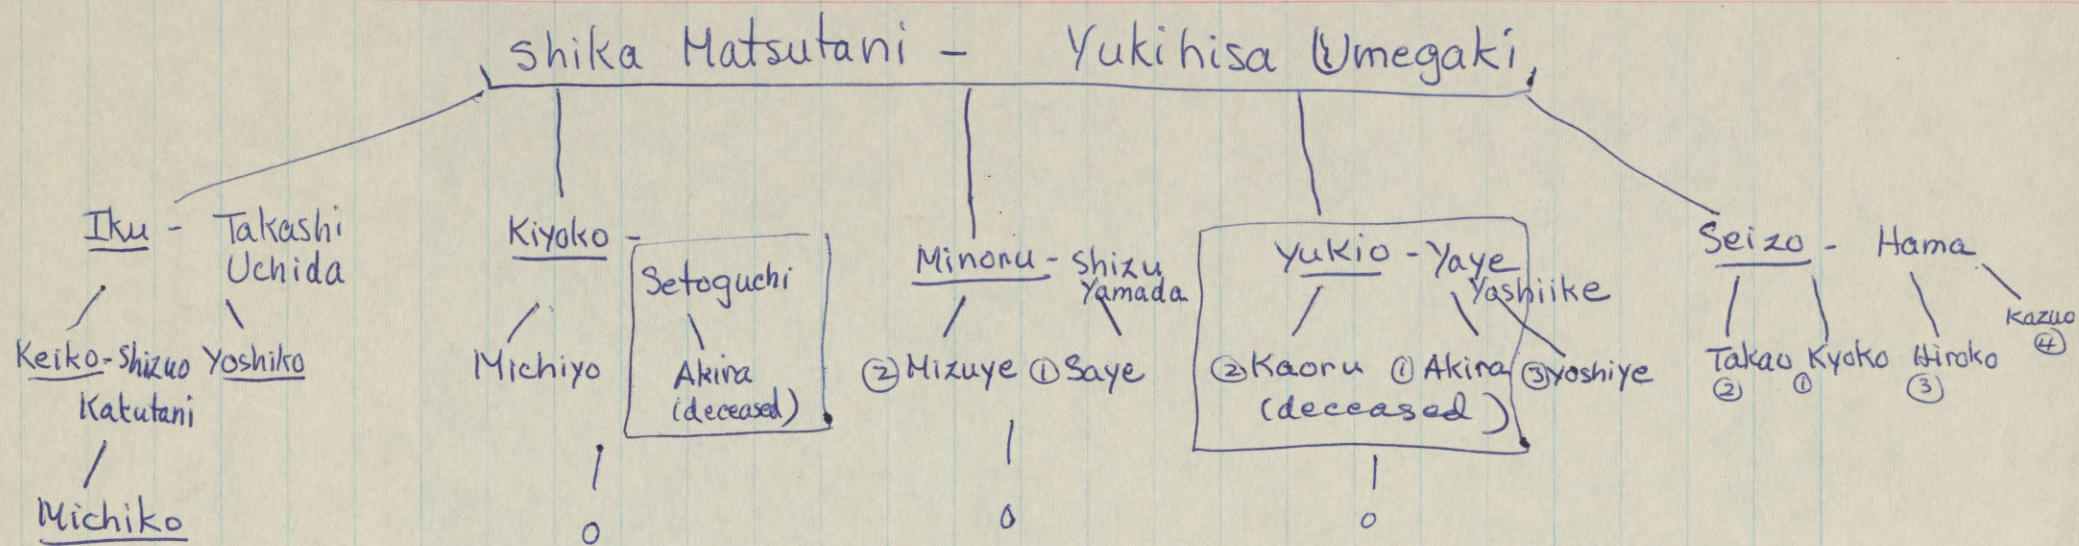 Shika Matsutani - Yukihisa Umegaki
Iku - Takashi Uchida
Kiyoko - Setoguchi
Minoru - Shizu Yamada
Yukio - Yaye Yoshiike
Seizo - Hama
Keiko - Shizuo Katutani
Yoshiko
Michiyo
Akira (deceased)
② Mizuye ① Saye
② Kaoru ① Akira ③ Yoshiye
(deceased)
Takao ② Kyoko ① Hiroko ③ Kazuo ④
Michiko
0
0
0